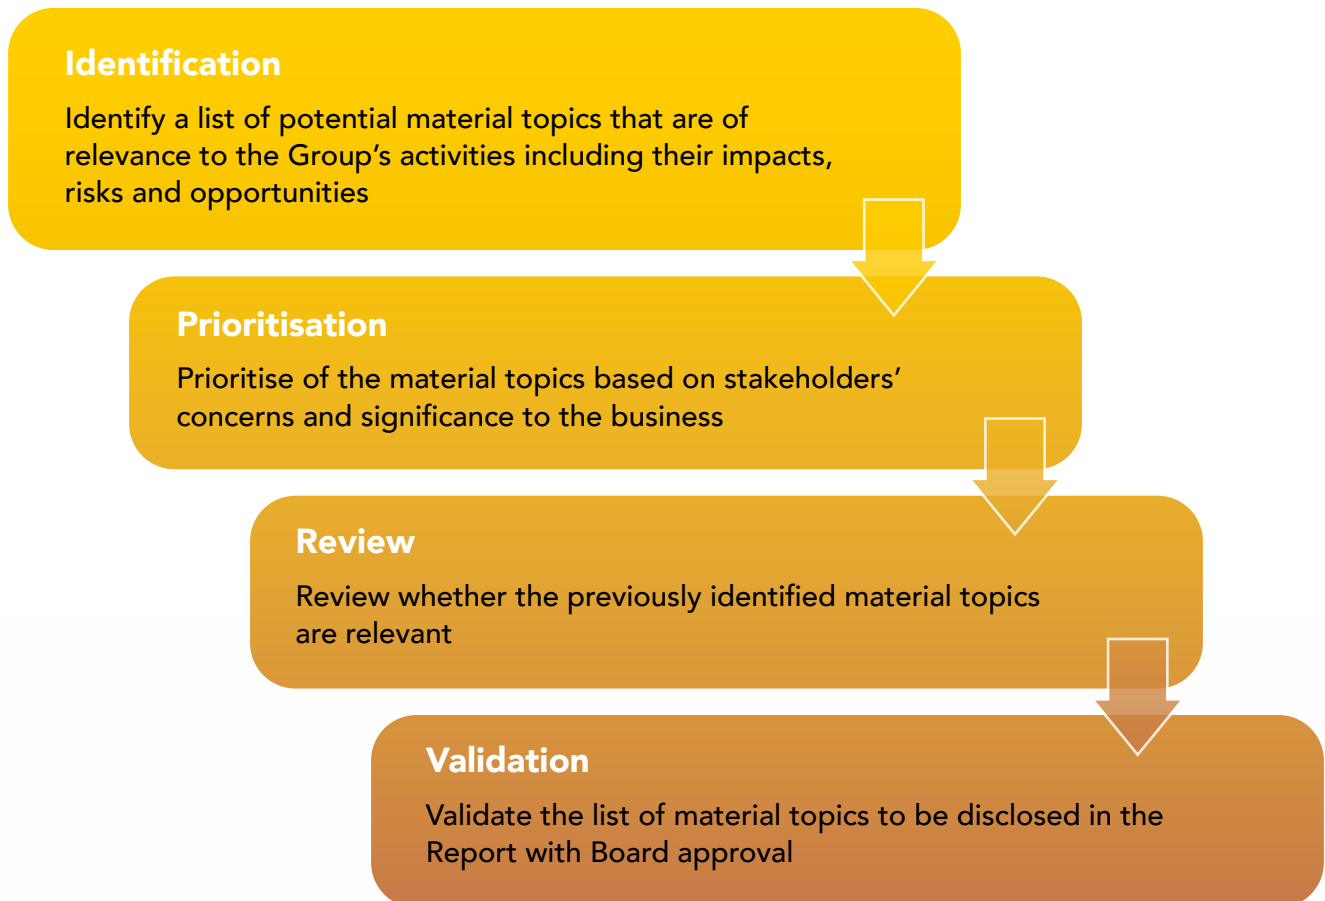 Identification
Identify a list of potential material topics that are of
relevance to the Group’s activities including their impacts,
risks and opportunities
Prioritisation
Prioritise of the material topics based on stakeholders’
concerns and significance to the business
Review
Review whether the previously identified material topics
are relevant
Validation
Validate the list of material topics to be disclosed in the
Report with Board approval